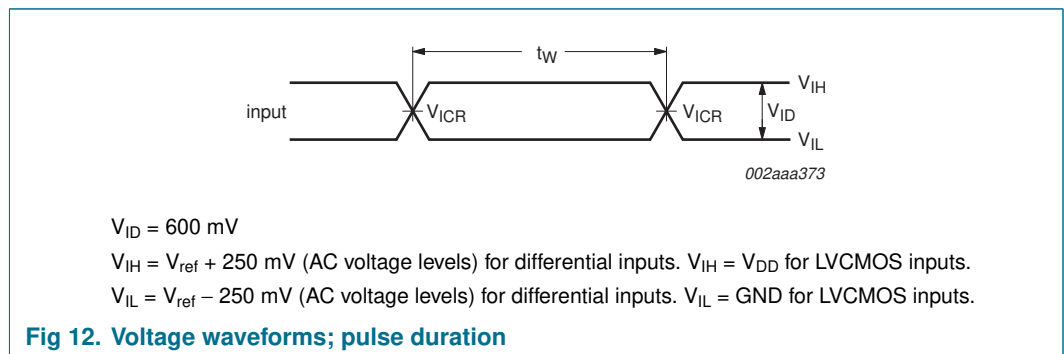 tW
VIH
input
VICR
VICR
VID
VIL
002aaa373
VID = 600 mV
VIH = Vref + 250 mV (AC voltage levels) for differential inputs. VIH = VDD for LVCMOS inputs.
VIL = Vref − 250 mV (AC voltage levels) for differential inputs. VIL = GND for LVCMOS inputs.
Fig 12. Voltage waveforms; pulse duration